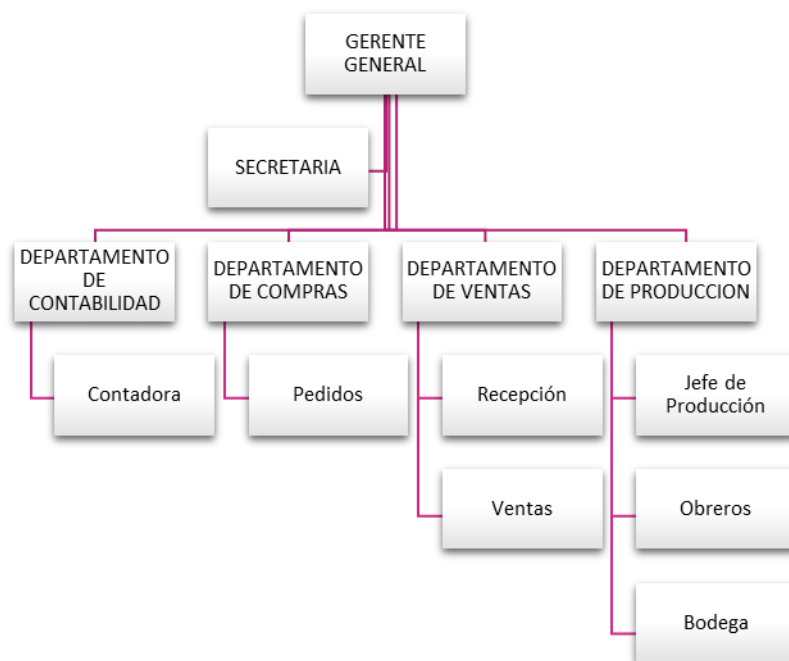 GERENTE
GENERAL
SECRETARIA
DEPARTAMENTO
DE
CONTABILIDAD
DEPARTAMENTO
DE COMPRAS
DEPARTAMENTO
DE VENTAS
DEPARTAMENTO
DE PRODUCCION
Contadora
Pedidos
Recepción
Jefe de
Producción
Ventas
Obreros
Bodega